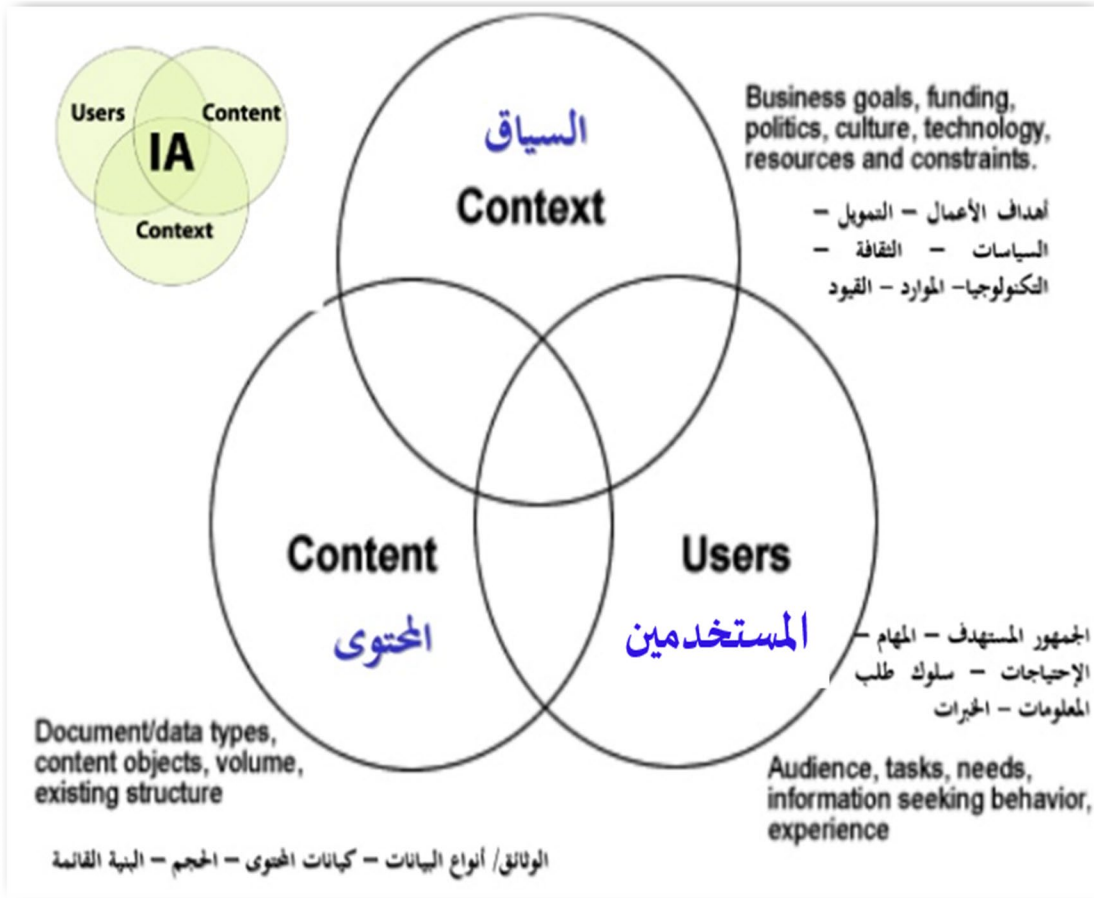 Users
Content
IA
Context
السياق
Context
Business goals, funding,
politics, culture, technology,
resources and constraints.
أهداف الأعمال – التمويل –
السياسات – الثقافة –
التكنولوجيا– الموارد – القيود
Content
المحتوى
Users
المستخدمين
الجمهور المستهدف – المهام –
الإحتياجات – سلوك طلب
المعلومات – الخبرات
Document/data types,
content objects, volume,
existing structure
Audience, tasks, needs,
information seeking behavior,
experience
الوثائق/ أنواع البيانات – كيانات المحتوى – الحجم – البنية القائمة